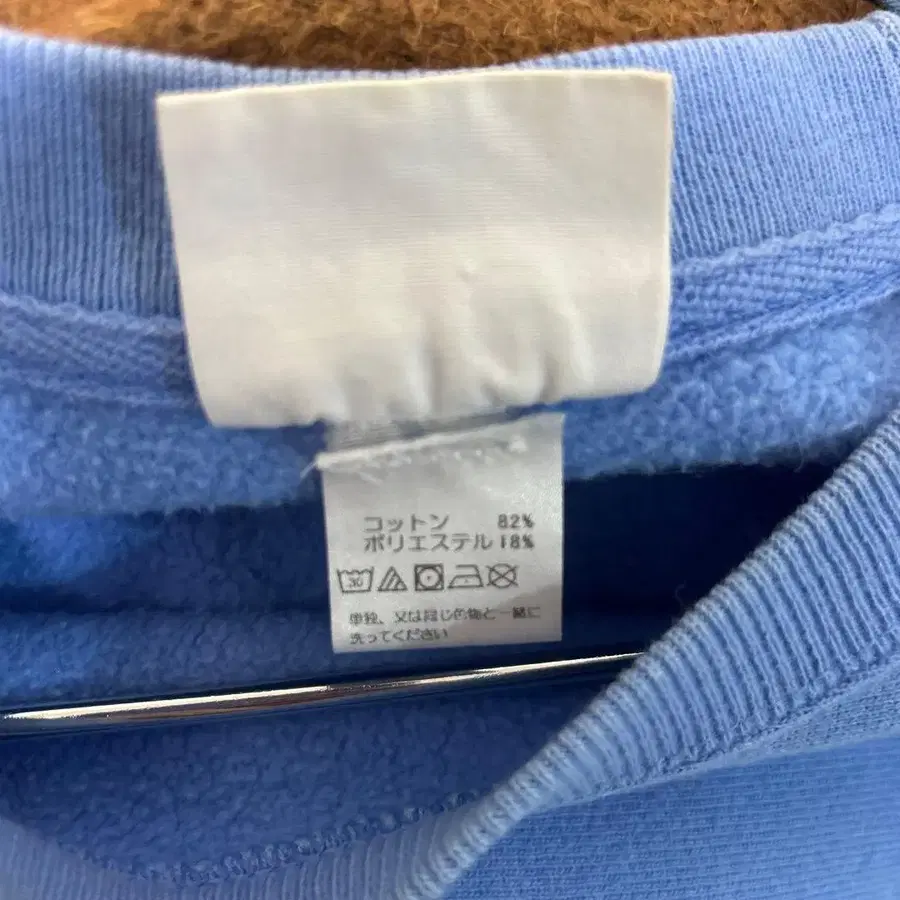 コットン 82%
ポリエステル 18%
30
単独、又は同じ色物と一緒に
洗ってください